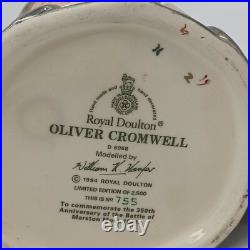 Royal Doulton®
OLIVER CROMWELL
D 6968
Modeled by
William K. Harper
© 1994 ROYAL DOULTON
LIMITED EDITION OF 2,500
THIS IS Nº 755
To commemorate the 350th
Anniversary of the Battle of
Marston